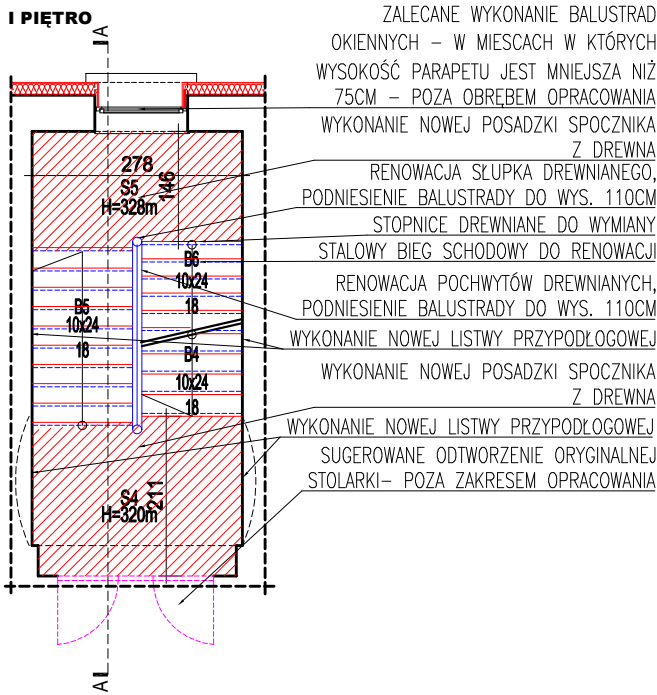 I PIĘTRO
A
ZALECANE WYKONANIE BALUSTRAD
OKIENNYCH – W MIESCACH W KTÓRYCH
WYSOKOŚĆ PARAPETU JEST MNIEJSZA NIŻ
75CM – POZA OBRĘBEM OPRACOWANIA
WYKONANIE NOWEJ POSADZKI SPOCZNIKA
Z DREWNA
RENOWACJA SŁUPKA DREWNIANEGO,
PODNIESIENIE BALUSTRADY DO WYS. 110CM
STOPNICE DREWNIANE DO WYMIANY
STALOWY BIEG SCHODOWY DO RENOWACJI
RENOWACJA POCHWYTÓW DREWNIANYCH,
PODNIESIENIE BALUSTRADY DO WYS. 110CM
WYKONANIE NOWEJ LISTWY PRZYPODŁOGOWEJ
WYKONANIE NOWEJ POSADZKI SPOCZNIKA
Z DREWNA
WYKONANIE NOWEJ LISTWY PRZYPODŁOGOWEJ
SUGEROWANE ODTWORZENIE ORYGINALNEJ
STOLARKI– POZA ZAKRESEM OPRACOWANIA
278
146
S5
H=328m
B6
10x24
18
B5
10x24
18
B4
10x24
18
S4
H=320m
211
A